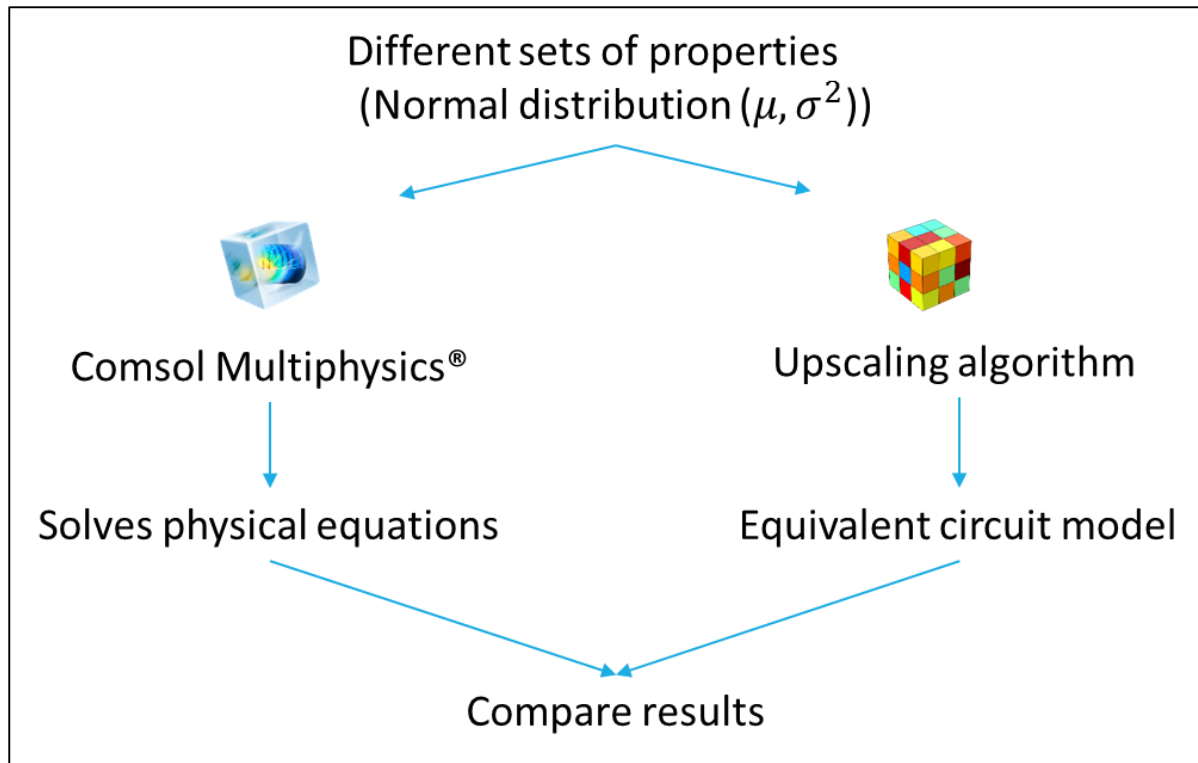 Different sets of properties
(Normal distribution (μ, σ²))
Comsol Multiphysics®
Upscaling algorithm
Solves physical equations
Equivalent circuit model
Compare results